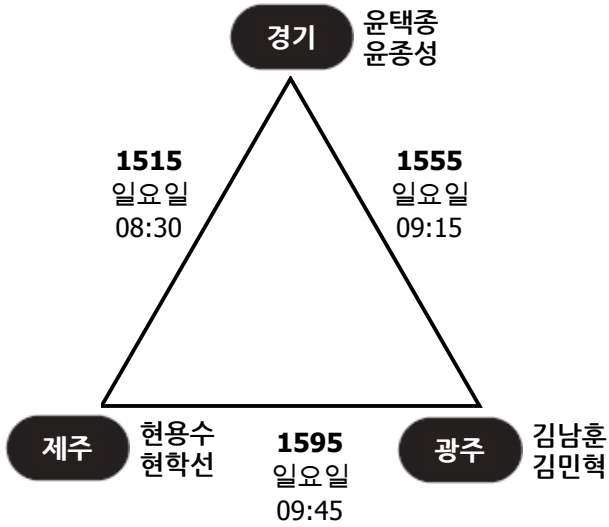 경기
윤택종
윤종성
1515
일요일
08:30
1555
일요일
09:15
제주
현용수
현학선
1595
일요일
09:45
광주
김남훈
김민혁